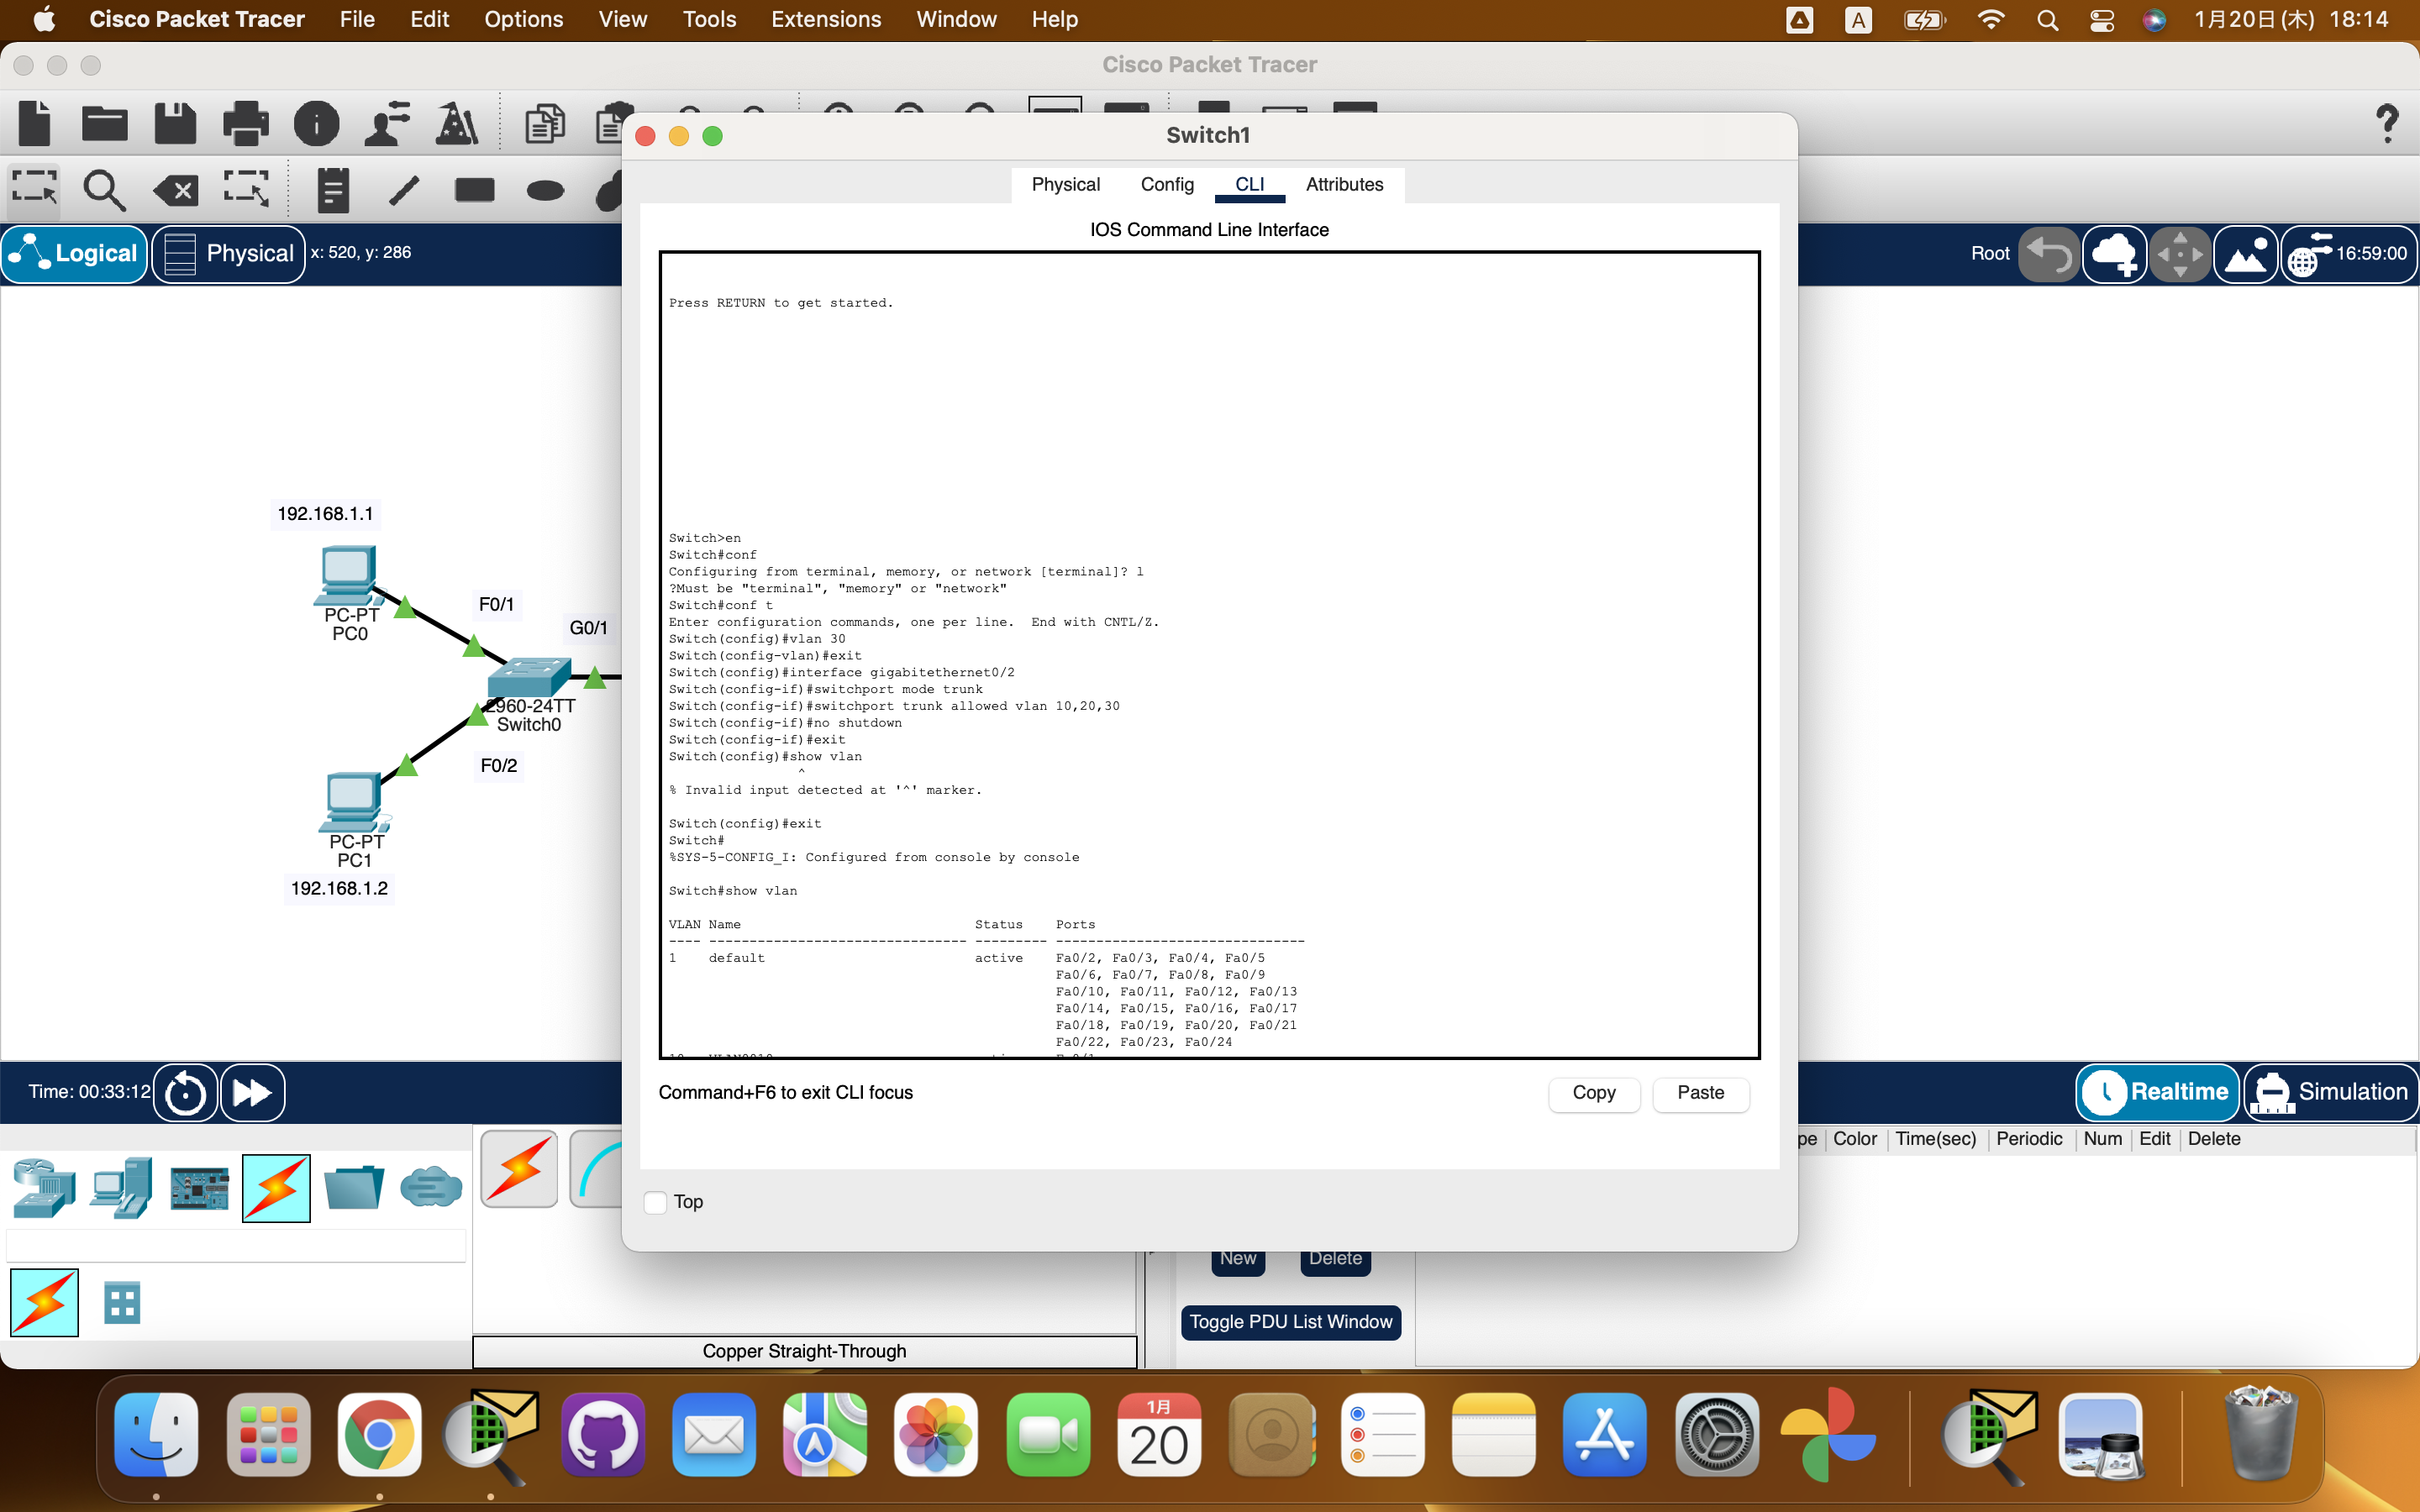 Cisco Packet Tracer File Edit Options View Tools Extensions Window Help A 1月20日(木) 18:14
Cisco Packet Tracer
Switch1
Physical Config CLI Attributes
IOS Command Line Interface
Logical Physical x: 520, y: 286
Root 16:59:00
Press RETURN to get started.
Switch>en
Switch#conf
Configuring from terminal, memory, or network [terminal]? l
?Must be "terminal", "memory" or "network"
Switch#conf t
Enter configuration commands, one per line.  End with CNTL/Z.
Switch(config)#vlan 30
Switch(config-vlan)#exit
Switch(config)#interface gigabitethernet0/2
Switch(config-if)#switchport mode trunk
Switch(config-if)#switchport trunk allowed vlan 10,20,30
Switch(config-if)#no shutdown
Switch(config-if)#exit
Switch(config)#show vlan
^
% Invalid input detected at '^' marker.
Switch(config)#exit
Switch#
%SYS-5-CONFIG_I: Configured from console by console
Switch#show vlan
VLAN Name Status Ports
---- -------------------------------- --------- -------------------------------
1 default active Fa0/2, Fa0/3, Fa0/4, Fa0/5
Fa0/6, Fa0/7, Fa0/8, Fa0/9
Fa0/10, Fa0/11, Fa0/12, Fa0/13
Fa0/14, Fa0/15, Fa0/16, Fa0/17
Fa0/18, Fa0/19, Fa0/20, Fa0/21
Fa0/22, Fa0/23, Fa0/24
192.168.1.1
PC-PT
PC0
F0/1
G0/1
2960-24TT
Switch0
F0/2
PC-PT
PC1
192.168.1.2
Command+F6 to exit CLI focus
Copy Paste
Top
Time: 00:33:12
Realtime Simulation
pe Color Time(sec) Periodic Num Edit Delete
New Delete
Toggle PDU List Window
Copper Straight-Through
1月
20